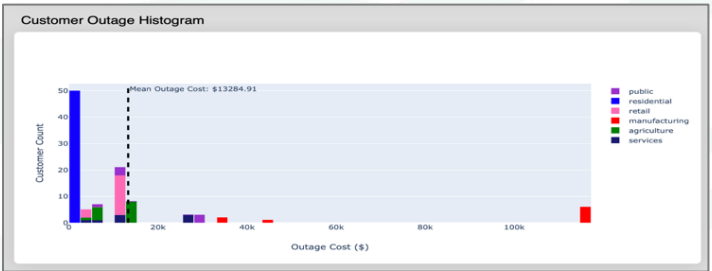 Customer Outage Histogram
Mean Outage Cost: $13284.91
50
40
30
20
10
0
Customer Count
0 20k 40k 60k 80k 100k
Outage Cost ($)
public
residential
retail
manufacturing
agriculture
services